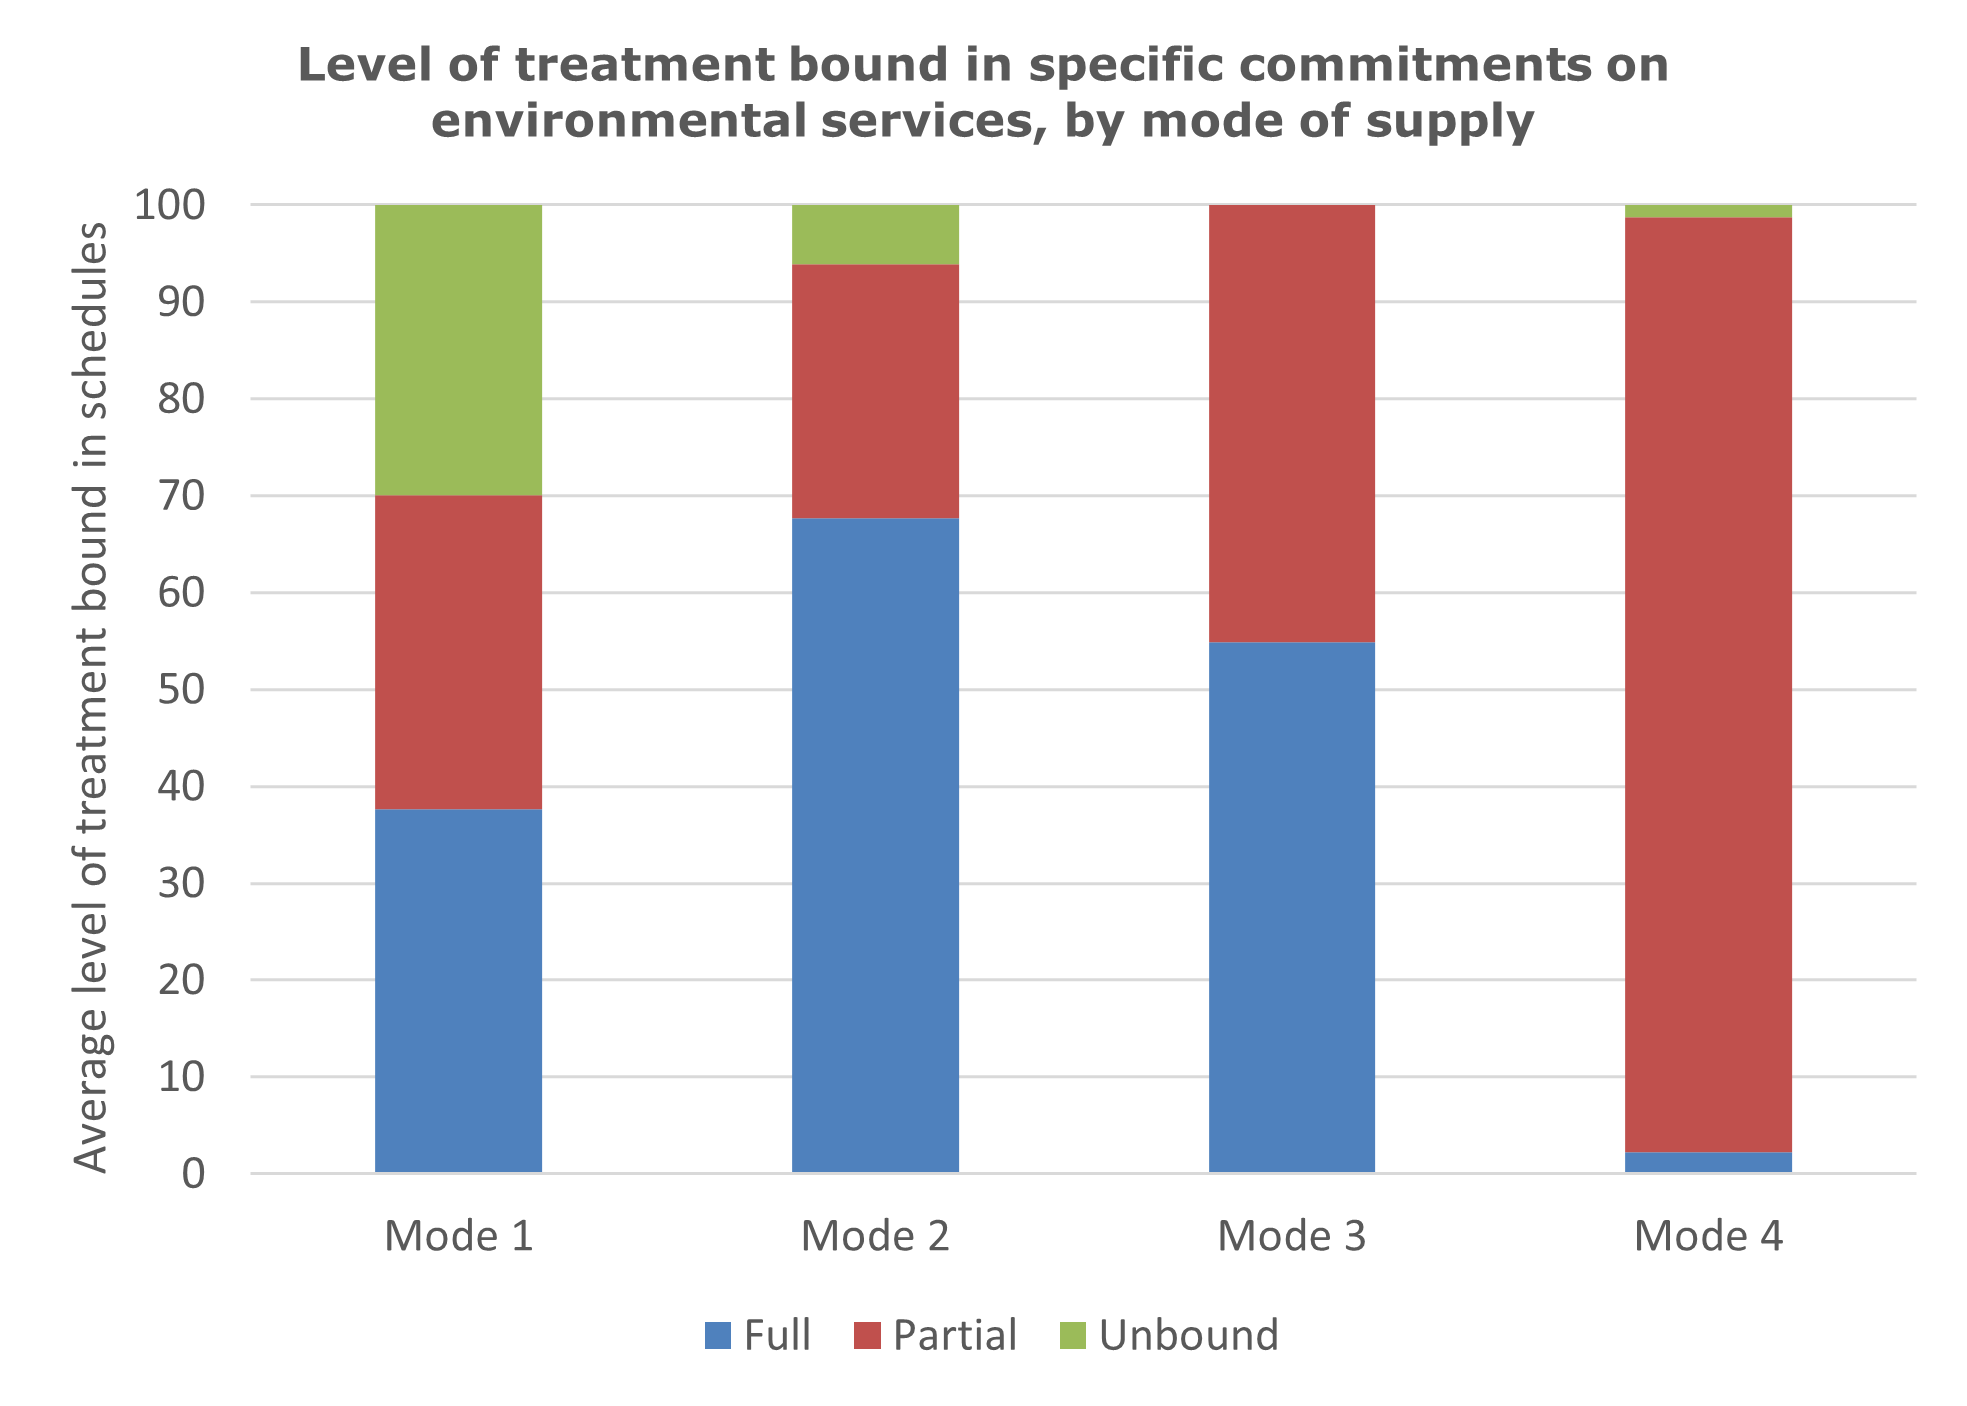 Level of treatment bound in specific commitments on
environmental services, by mode of supply
Average level of treatment bound in schedules
100
90
80
70
60
50
40
30
20
10
0
Mode 1
Mode 2
Mode 3
Mode 4
Full
Partial
Unbound